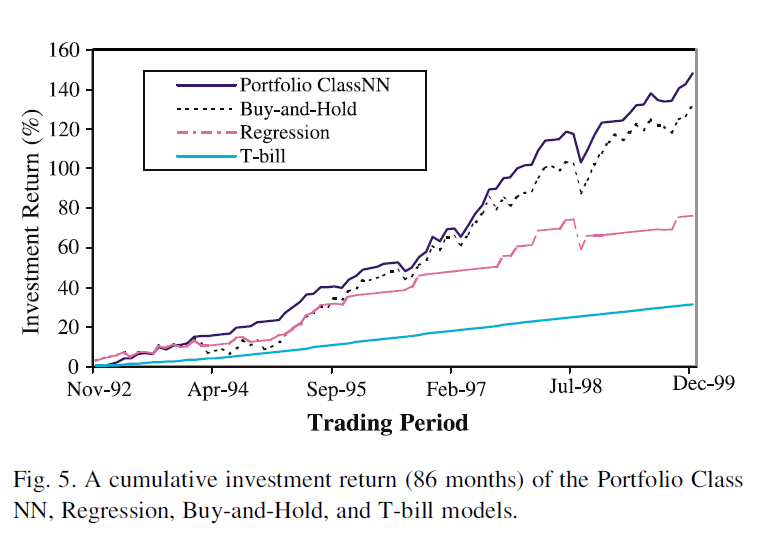 160
140
120
100
80
60
40
20
0
Investment Return (%)
Portfolio ClassNN
Buy-and-Hold
Regression
T-bill
Nov-92 Apr-94 Sep-95 Feb-97 Jul-98 Dec-99
Trading Period
Fig. 5. A cumulative investment return (86 months) of the Portfolio Class
NN, Regression, Buy-and-Hold, and T-bill models.